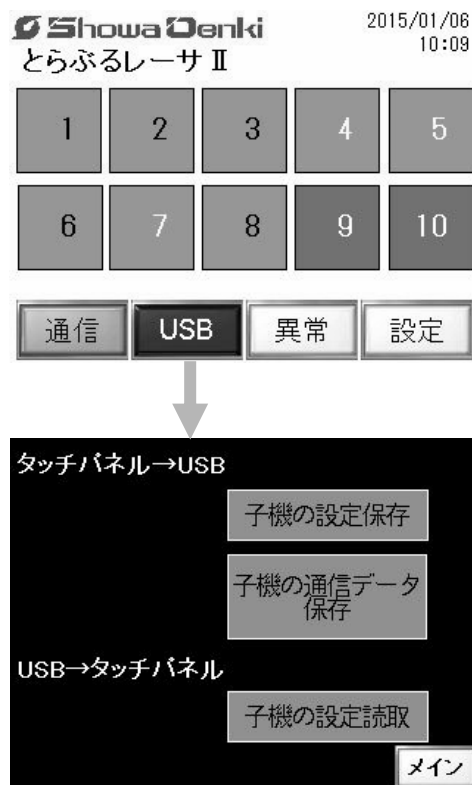 Showa Denki
2015/01/06
10:09
とらぶるレーサⅡ
1 2 3 4 5
6 7 8 9 10
通信 USB 異常 設定
タッチパネル→USB
子機の設定保存
子機の通信データ
保存
USB→タッチパネル
子機の設定読取
メイン